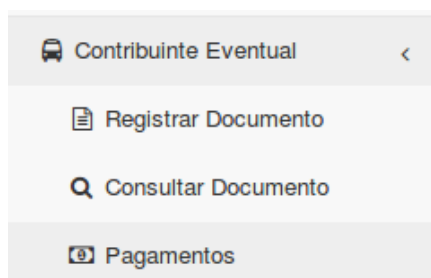 Contribuinte Eventual
Registrar Documento
Consultar Documento
Pagamentos